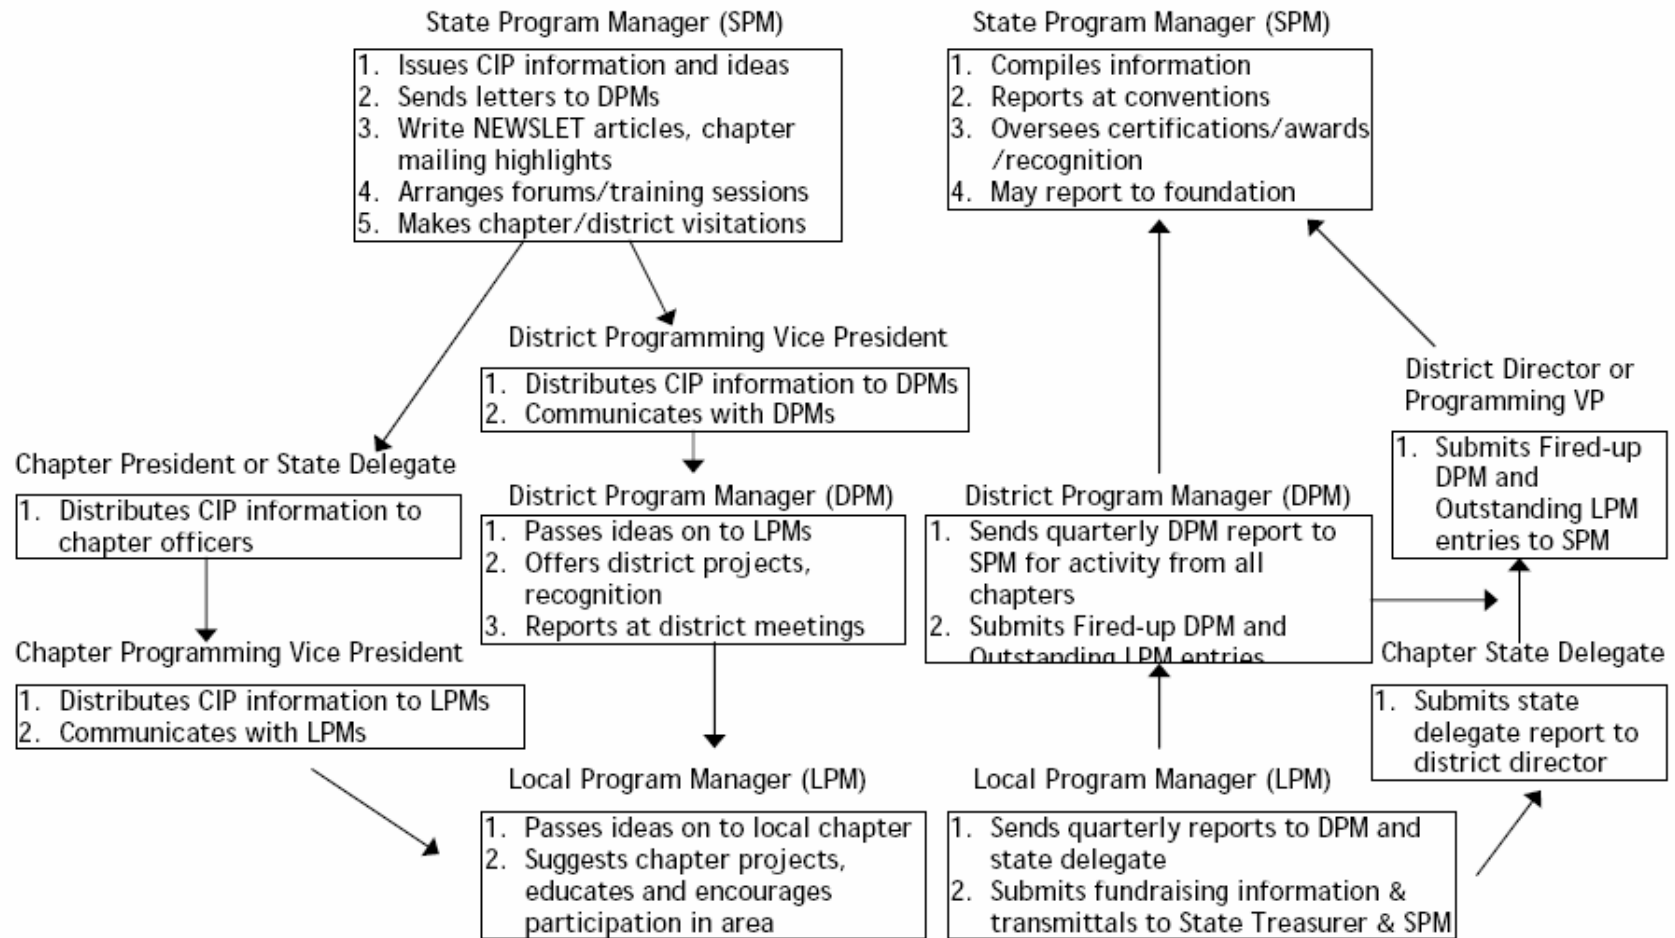 State Program Manager (SPM)
1. Issues CIP information and ideas
2. Sends letters to DPMs
3. Write NEWSLET articles, chapter
mailing highlights
4. Arranges forums/training sessions
5. Makes chapter/district visitations
State Program Manager (SPM)
1. Compiles information
2. Reports at conventions
3. Oversees certifications/awards
/recognition
4. May report to foundation
District Programming Vice President
1. Distributes CIP information to DPMs
2. Communicates with DPMs
District Director or
Programming VP
1. Submits Fired-up
DPM and
Outstanding LPM
entries to SPM
Chapter President or State Delegate
1. Distributes CIP information to
chapter officers
District Program Manager (DPM)
1. Passes ideas on to LPMs
2. Offers district projects,
recognition
3. Reports at district meetings
District Program Manager (DPM)
1. Sends quarterly DPM report to
SPM for activity from all
chapters
2. Submits Fired-up DPM and
Outstanding LPM entries
Chapter Programming Vice President
1. Distributes CIP information to LPMs
2. Communicates with LPMs
Chapter State Delegate
1. Submits state
delegate report to
district director
Local Program Manager (LPM)
1. Passes ideas on to local chapter
2. Suggests chapter projects,
educates and encourages
participation in area
Local Program Manager (LPM)
1. Sends quarterly reports to DPM and
state delegate
2. Submits fundraising information &
transmittals to State Treasurer & SPM